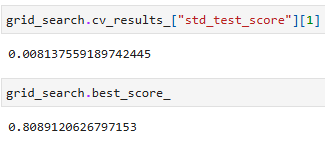 grid_search.cv_results_["std_test_score"][1]
0.008137559189742445
grid_search.best_score_
0.8089120626797153